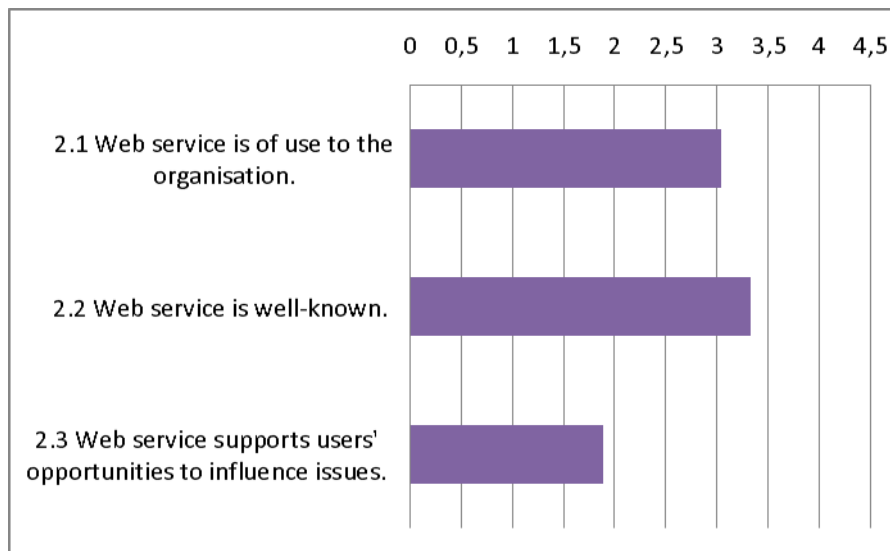 0 0,5 1 1,5 2 2,5 3 3,5 4 4,5
2.1 Web service is of use to the
organisation.
2.2 Web service is well-known.
2.3 Web service supports users¹
opportunities to influence issues.